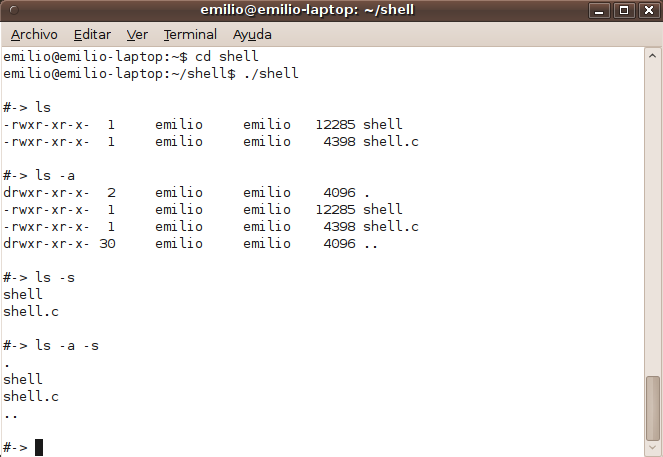 emilio@emilio-laptop: ~/shell
Archivo Editar Ver Terminal Ayuda
emilio@emilio-laptop:~$ cd shell
emilio@emilio-laptop:~/shell$ ./shell
#-> ls
-rwxr-xr-x-  1     emilio     emilio   12285 shell
-rwxr-xr-x-  1     emilio     emilio    4398 shell.c
#-> ls -a
drwxr-xr-x-  2     emilio     emilio    4096 .
-rwxr-xr-x-  1     emilio     emilio   12285 shell
-rwxr-xr-x-  1     emilio     emilio    4398 shell.c
drwxr-xr-x- 30     emilio     emilio    4096 ..
#-> ls -s
shell
shell.c
#-> ls -a -s
.
shell
shell.c
..
#->